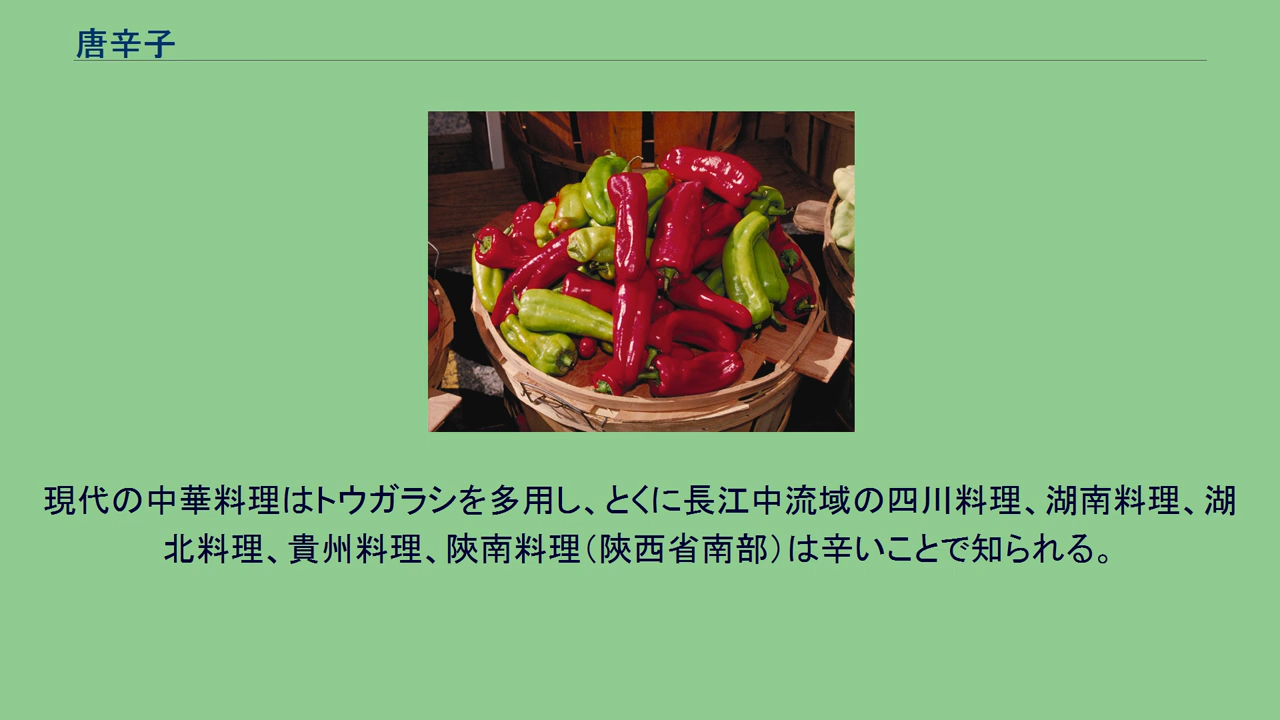 唐辛子
現代の中華料理はトウガラシを多用し、とくに長江中流域の四川料理、湖南料理、湖
北料理、貴州料理、陝南料理（陝西省南部）は辛いことで知られる。